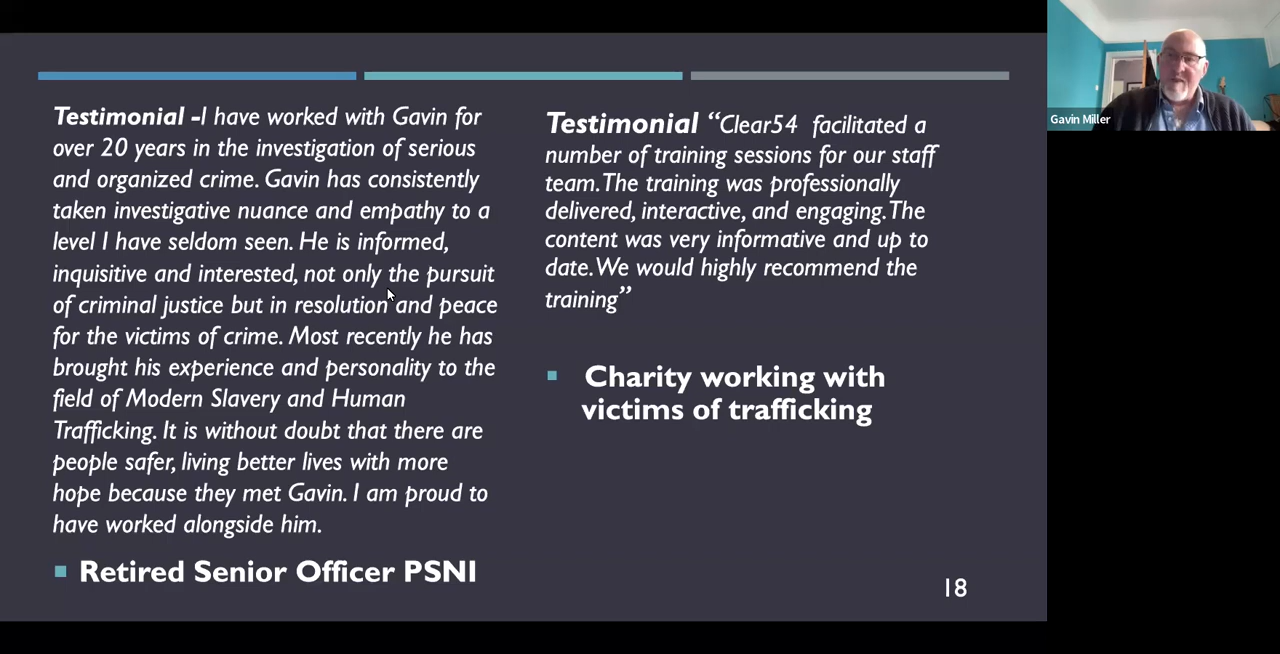 Testimonial -I have worked with Gavin for
over 20 years in the investigation of serious
and organized crime. Gavin has consistently
taken investigative nuance and empathy to a
level I have seldom seen. He is informed,
inquisitive and interested, not only the pursuit
of criminal justice but in resolution and peace
for the victims of crime. Most recently he has
brought his experience and personality to the
field of Modern Slavery and Human
Trafficking. It is without doubt that there are
people safer, living better lives with more
hope because they met Gavin. I am proud to
have worked alongside him.
Retired Senior Officer PSNI
Testimonial “Clear54 facilitated a
number of training sessions for our staff
team. The training was professionally
delivered, interactive, and engaging. The
content was very informative and up to
date. We would highly recommend the
training”
Charity working with
victims of trafficking
18
Gavin Miller